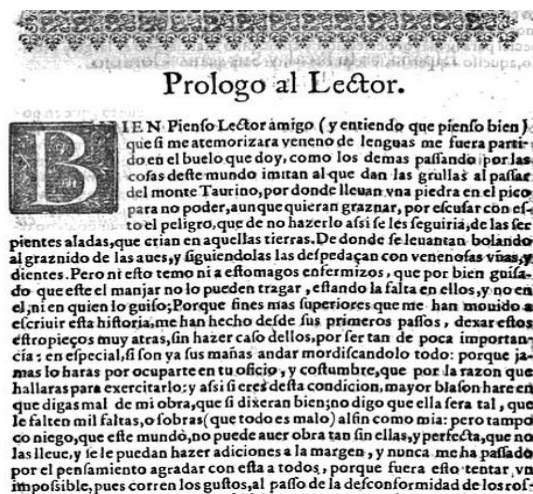 Prologo al Lector.
BIEN Pienso Lector amigo (y entiendo que pienso bien)
que si me atemorizara veneno de lenguas me fuera parti-
do en el buelo que doy, como los demas passando por las
cosas deste mundo imitan al que dan las grullas al passar
del monte Taurino, por donde lleuan vna piedra en el pico
para no poder, aunque quieran graznar, por escusar con es-
to el peligro, que de no hazerlo assi se les seguiria, de las ser
pientes aladas, que crian en aquellas tierras. De donde se leuantan bolando
al graznido de las aues, y siguiendolas las despedaçan con venenosas vñas, y
dientes. Pero ni esto temo ni a estomagos enfermizos, que por bien guisa-
do que este el manjar no lo pueden tragar, estando la falta en ellos, y no en
el, ni en quien lo guiso; Porque fines mas superiores que me han mouido a
escriuir esta historia, me han hecho desde sus primeros passos, dexar estos
estropieços muy atras, sin hazer caso dellos, por ser tan de poca importan-
cia: en especial, si son ya sus mañas andar mordiscandolo todo: porque ja-
mas lo haras por ocuparte en tu oficio, y costumbre, que por la razon que
hallaras para exercitarlo; y assi si eres desta condicion, mayor blason hare en
que digas mal de mi obra, que si dixeran bien; no digo que ella sera tal, que
le falten mil faltas, o sobras (que todo es malo) alfin como mia: pero tampo
co niego, que este mundo, no puede auer obra tan sin ellas, y perfecta, que no
las lleue, y se le puedan hazer adiciones a la margen, y nunca me ha passado
por el pensamiento agradar con esta a todos, porque fuera esto tentar vn
impossible, pues corren los gustos, al passo de la desconformidad de los ros-